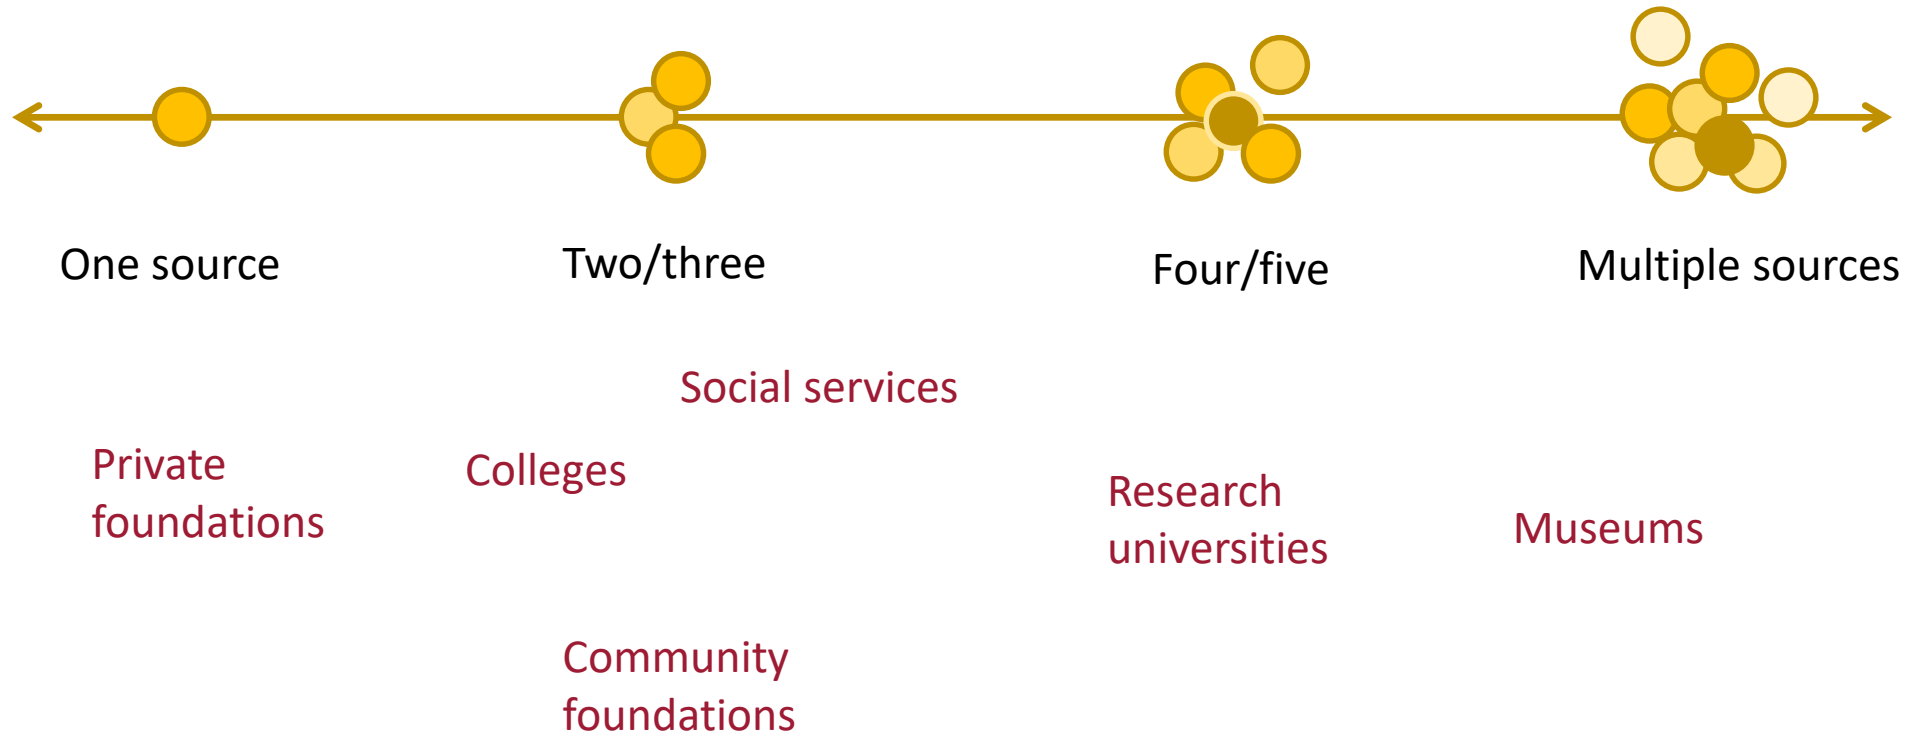 One source
Two/three
Four/five
Multiple sources
Social services
Private
foundations
Colleges
Research
universities
Museums
Community
foundations